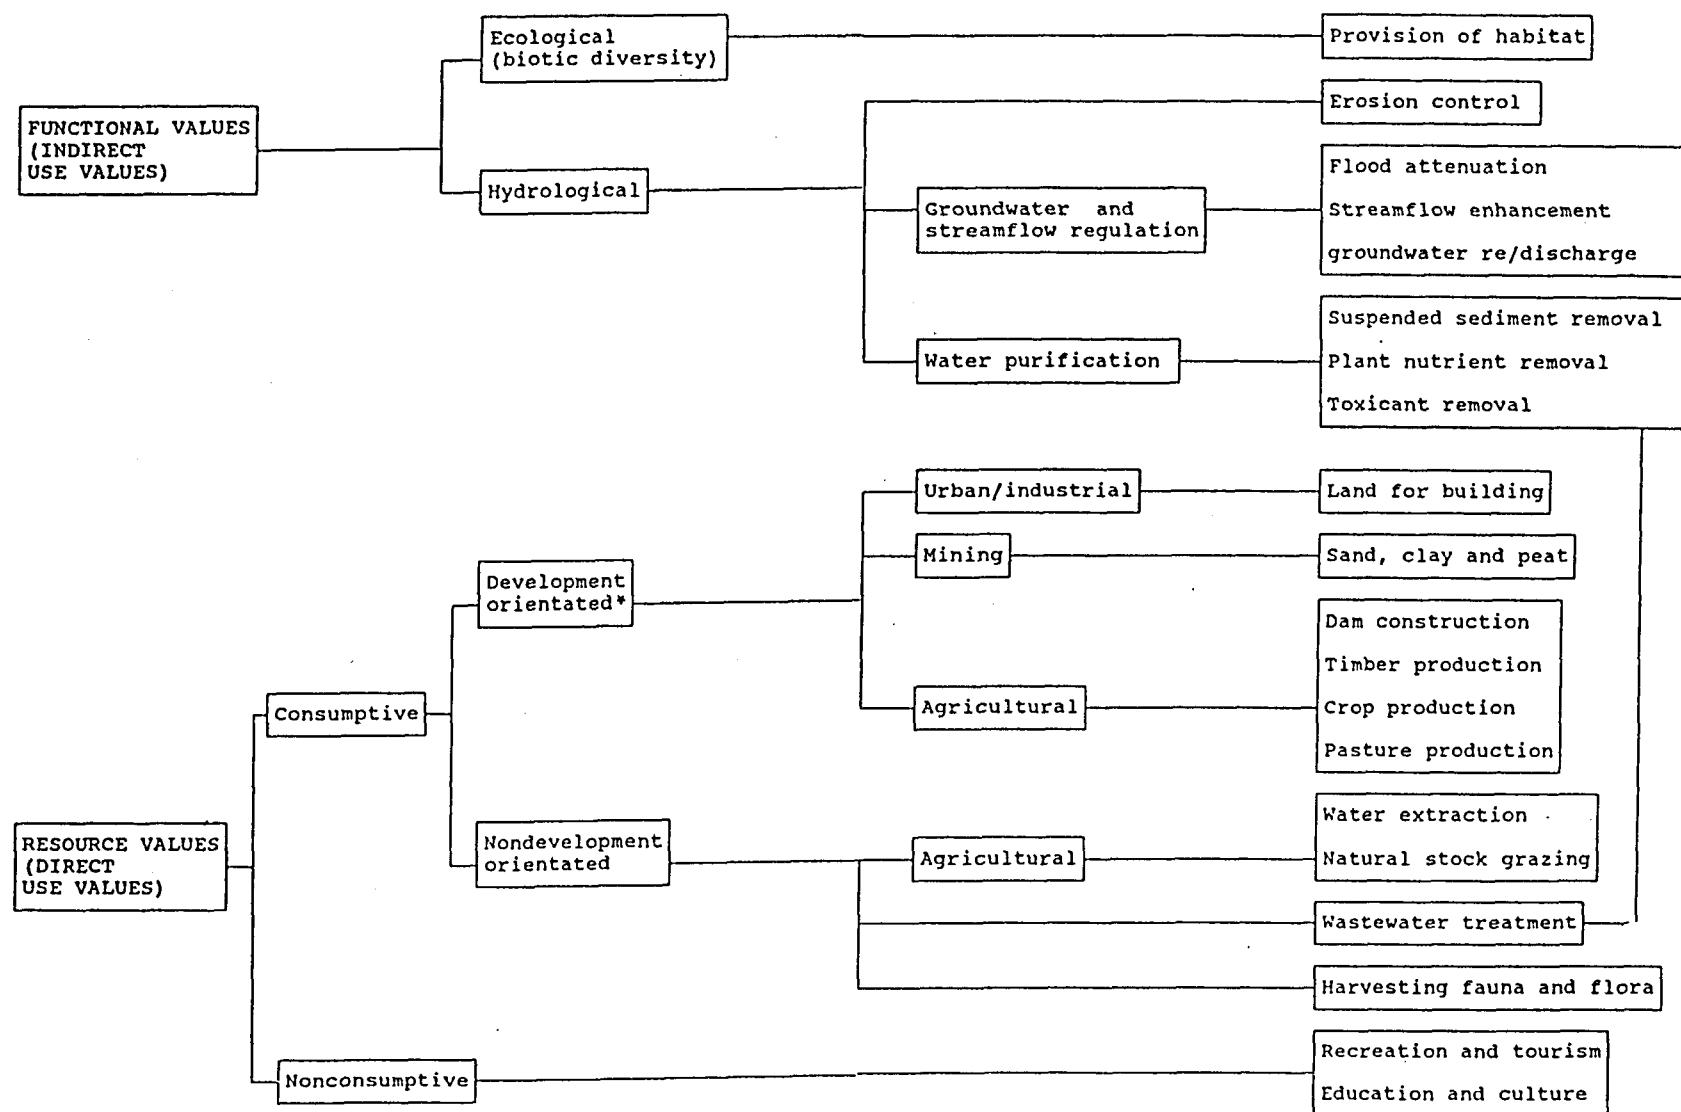 Ecological
(biotic diversity)
Provision of habitat
Erosion control
FUNCTIONAL VALUES
(INDIRECT
USE VALUES)
Hydrological
Groundwater and
streamflow regulation
Flood attenuation
Streamflow enhancement
groundwater re/discharge
Water purification
Suspended sediment removal
Plant nutrient removal
Toxicant removal
Urban/industrial
Land for building
Mining
Sand, clay and peat
Development
orientated*
Agricultural
Dam construction
Timber production
Crop production
Pasture production
Consumptive
RESOURCE VALUES
(DIRECT
USE VALUES)
Nondevelopment
orientated
Agricultural
Water extraction
Natural stock grazing
Wastewater treatment
Harvesting fauna and flora
Nonconsumptive
Recreation and tourism
Education and culture